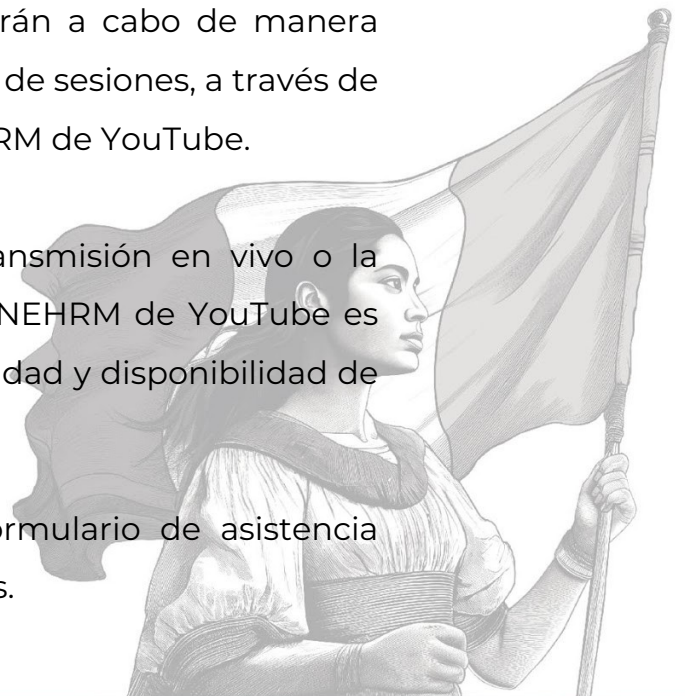 rán a cabo de manera
de sesiones, a través de
RM de YouTube.
ansmisión en vivo o la
NEHRM de YouTube es
dad y disponibilidad de
ormulario de asistencia
s.